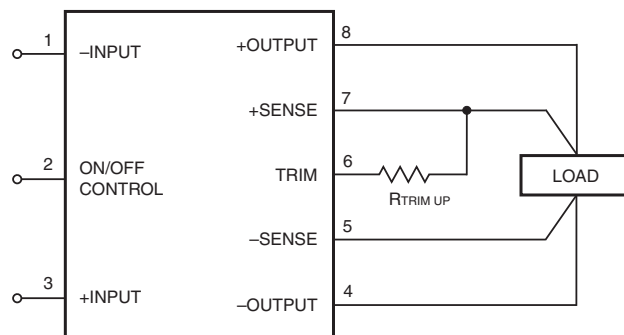 1
–INPUT
2
ON/OFF
CONTROL
3
+INPUT
+OUTPUT
8
+SENSE
7
TRIM
6
RTRIM UP
–SENSE
5
–OUTPUT
4
LOAD